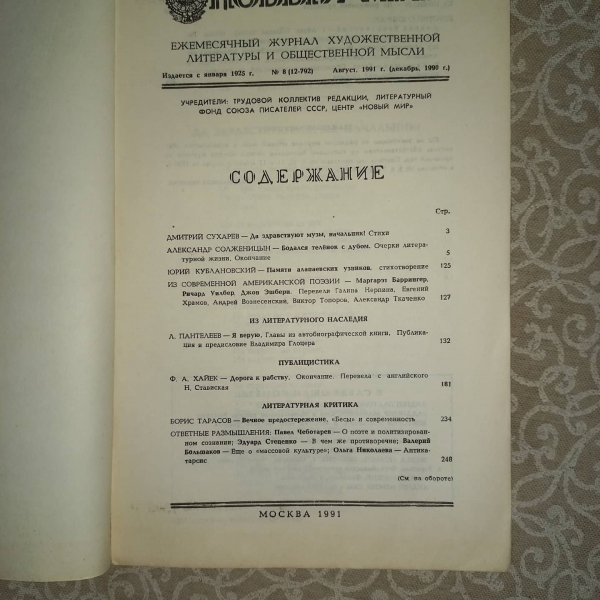 ЕЖЕМЕСЯЧНЫЙ ЖУРНАЛ ХУДОЖЕСТВЕННОЙ
ЛИТЕРАТУРЫ И ОБЩЕСТВЕННОЙ МЫСЛИ
Издается с января 1925 г. № 8 (12-792) Август, 1991 г. (декабрь, 1990 г.)
УЧРЕДИТЕЛИ: ТРУДОВОЙ КОЛЛЕКТИВ РЕДАКЦИИ, ЛИТЕРАТУРНЫЙ
ФОНД СОЮЗА ПИСАТЕЛЕЙ СССР, ЦЕНТР «НОВЫЙ МИР»
СОДЕРЖАНИЕ
Стр.
ДМИТРИЙ СУХАРЕВ — Да здравствуют музы, начальник! Стихи 3
АЛЕКСАНДР СОЛЖЕНИЦЫН — Бодался телёнок с дубом. Очерки литера-
турной жизни. Окончание 5
ЮРИЙ КУБЛАНОВСКИЙ — Памяти алапаевских узников, стихотворение 125
ИЗ СОВРЕМЕННОЙ АМЕРИКАНСКОЙ ПОЭЗИИ — Маргарэт Баррингер,
Ричард Уилбер, Джон Эшбери. Перевели Галина Нерпина, Евгений
Храмов, Андрей Вознесенский, Виктор Топоров, Александр Ткаченко 127
ИЗ ЛИТЕРАТУРНОГО НАСЛЕДИЯ
Л. ПАНТЕЛЕЕВ — Я верую. Главы из автобиографической книги. Публика-
ция и предисловие Владимира Глоцера 132
ПУБЛИЦИСТИКА
Ф. А. ХАЙЕК — Дорога к рабству. Окончание. Перевела с английского
Н. Ставиская 181
ЛИТЕРАТУРНАЯ КРИТИКА
БОРИС ТАРАСОВ — Вечное предостережение. «Бесы» и современность 234
ОТВЕТНЫЕ РАЗМЫШЛЕНИЯ: Павел Чеботарев — О поэте и политизирован-
ном сознании; Эдуард Стеценко — В чем же противоречие; Валерий
Большаков — Еще о «массовой культуре»; Ольга Николаева — Антика-
тарсис 248
(См на обороте)
МОСКВА 1991